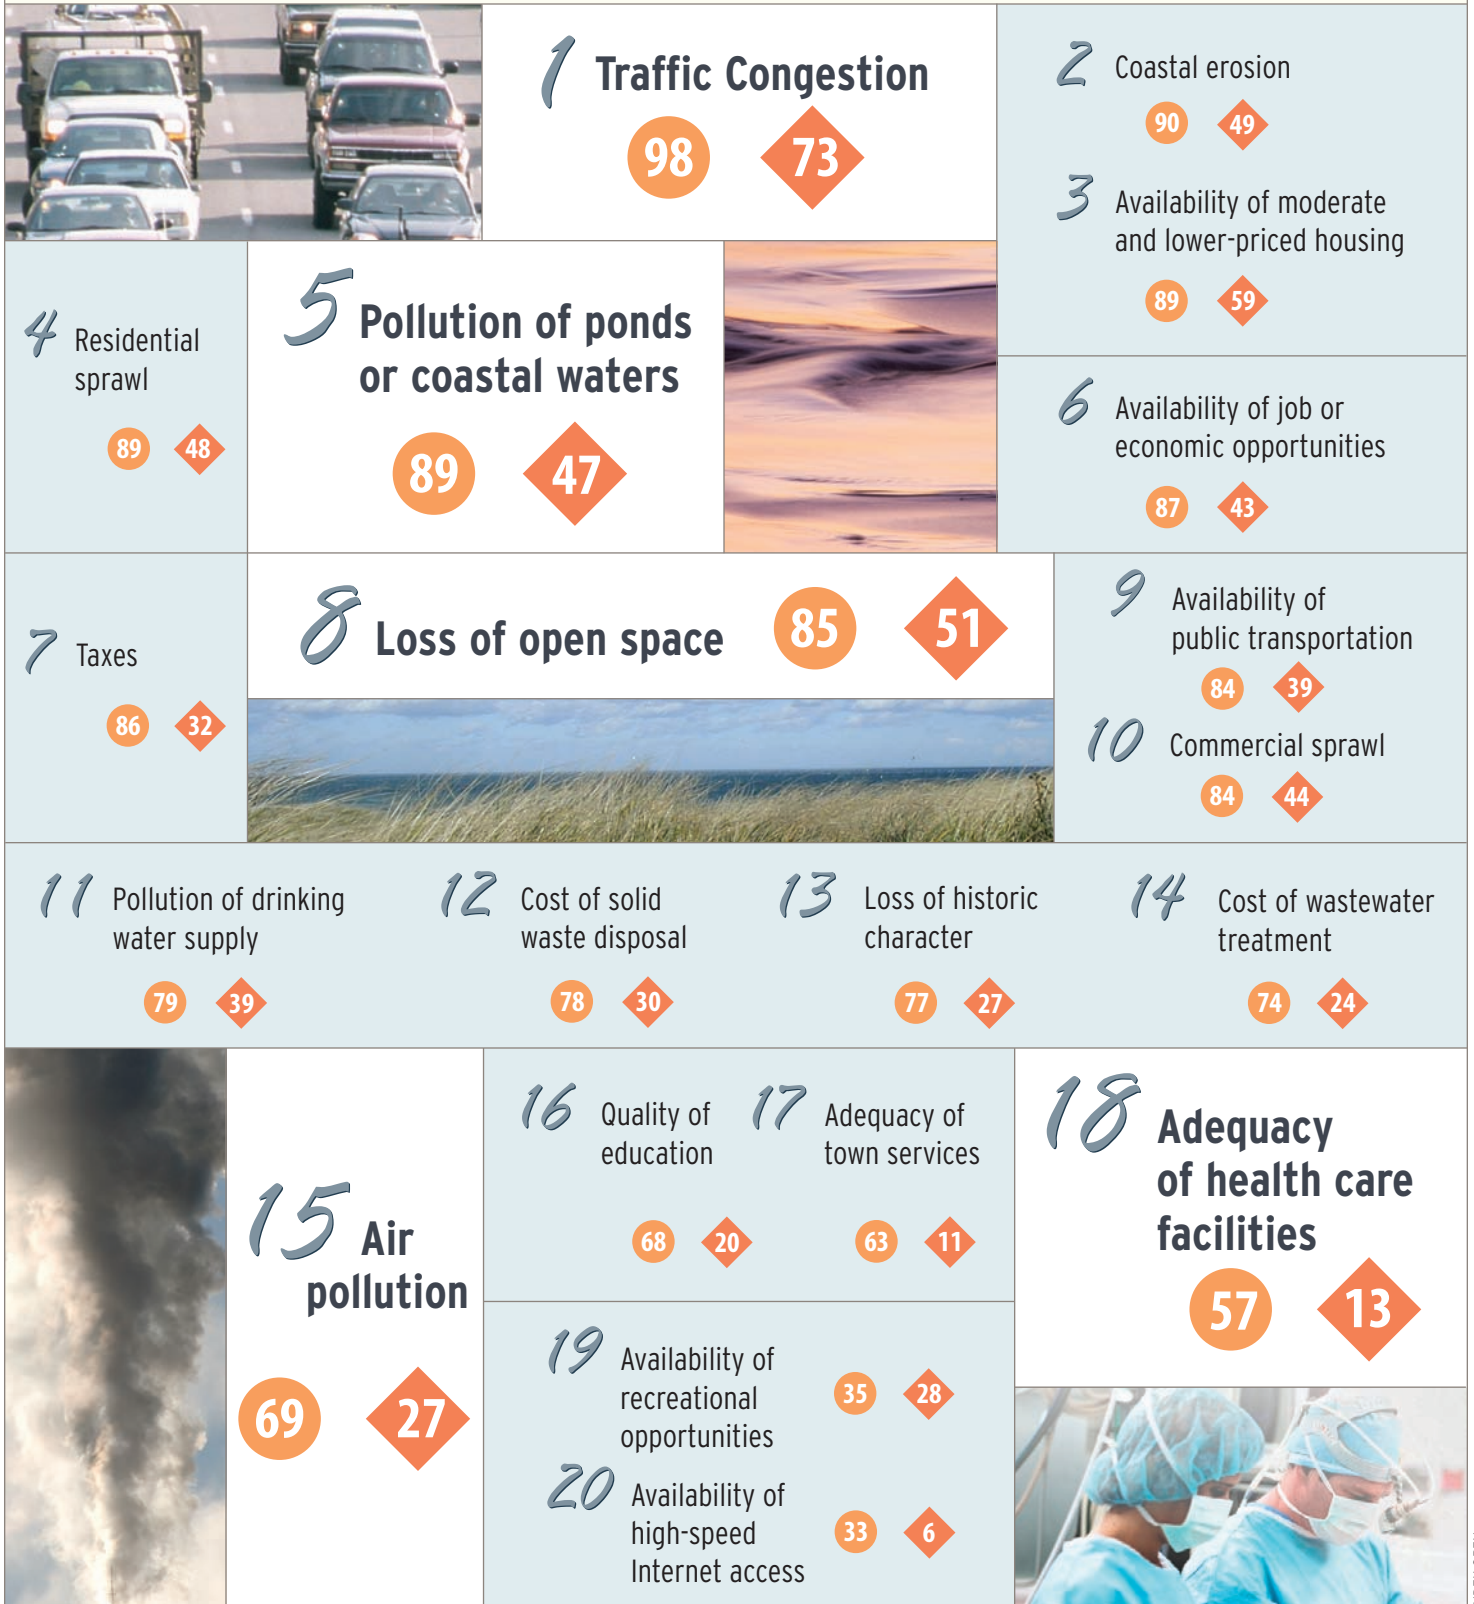 1 Traffic Congestion
98 73
2 Coastal erosion
90 49
3 Availability of moderate
and lower-priced housing
89 59
4 Residential
sprawl
89 48
5 Pollution of ponds
or coastal waters
89 47
6 Availability of job or
economic opportunities
87 43
7 Taxes
86 32
8 Loss of open space 85 51
9 Availability of
public transportation
84 39
10 Commercial sprawl
84 44
11 Pollution of drinking
water supply
79 39
12 Cost of solid
waste disposal
78 30
13 Loss of historic
character
77 27
14 Cost of wastewater
treatment
74 24
15 Air
pollution
69 27
16 Quality of
education
68 20
17 Adequacy of
town services
63 11
18 Adequacy
of health care
facilities
57 13
19 Availability of
recreational
opportunities
35 28
20 Availability of
high-speed
Internet access
33 6